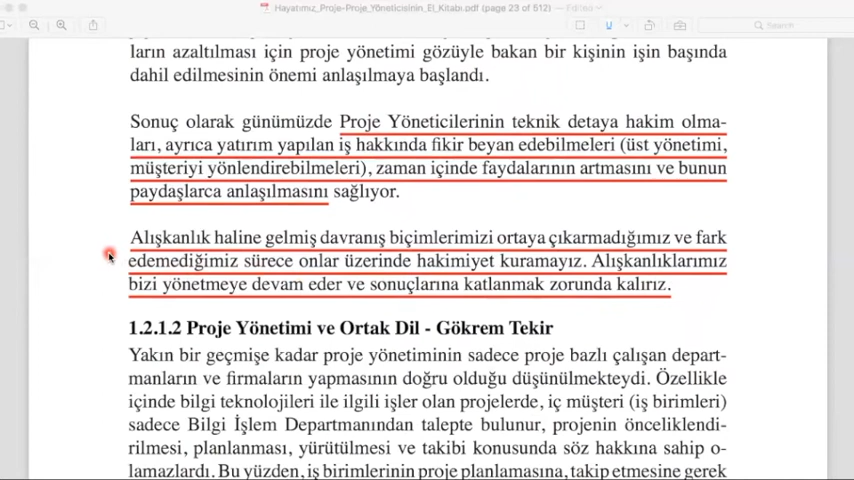 Hayatımız_Proje-Proje_Yöneticisinin_El_Kitabı.pdf (page 23 of 512) — Edited
Search
ların azaltılması için proje yönetimi gözüyle bakan bir kişinin işin başında
dahil edilmesinin önemi anlaşılmaya başlandı.
Sonuç olarak günümüzde Proje Yöneticilerinin teknik detaya hakim olma-
ları, ayrıca yatırım yapılan iş hakkında fikir beyan edebilmeleri (üst yönetimi,
müşteriyi yönlendirebilmeleri), zaman içinde faydalarının artmasını ve bunun
paydaşlarca anlaşılmasını sağlıyor.
Alışkanlık haline gelmiş davranış biçimlerimizi ortaya çıkarmadığımız ve fark
edemediğimiz sürece onlar üzerinde hakimiyet kuramayız. Alışkanlıklarımız
bizi yönetmeye devam eder ve sonuçlarına katlanmak zorunda kalırız.
1.2.1.2 Proje Yönetimi ve Ortak Dil - Gökrem Tekir
Yakın bir geçmişe kadar proje yönetiminin sadece proje bazlı çalışan depart-
manların ve firmaların yapmasının doğru olduğu düşünülmekteydi. Özellikle
içinde bilgi teknolojileri ile ilgili işler olan projelerde, iç müşteri (iş birimleri)
sadece Bilgi İşlem Departmanından talepte bulunur, projenin önceliklendi-
rilmesi, planlanması, yürütülmesi ve takibi konusunda söz hakkına sahip o-
lamazlardı. Bu yüzden, iş birimlerinin proje planlamasına, takip etmesine gerek